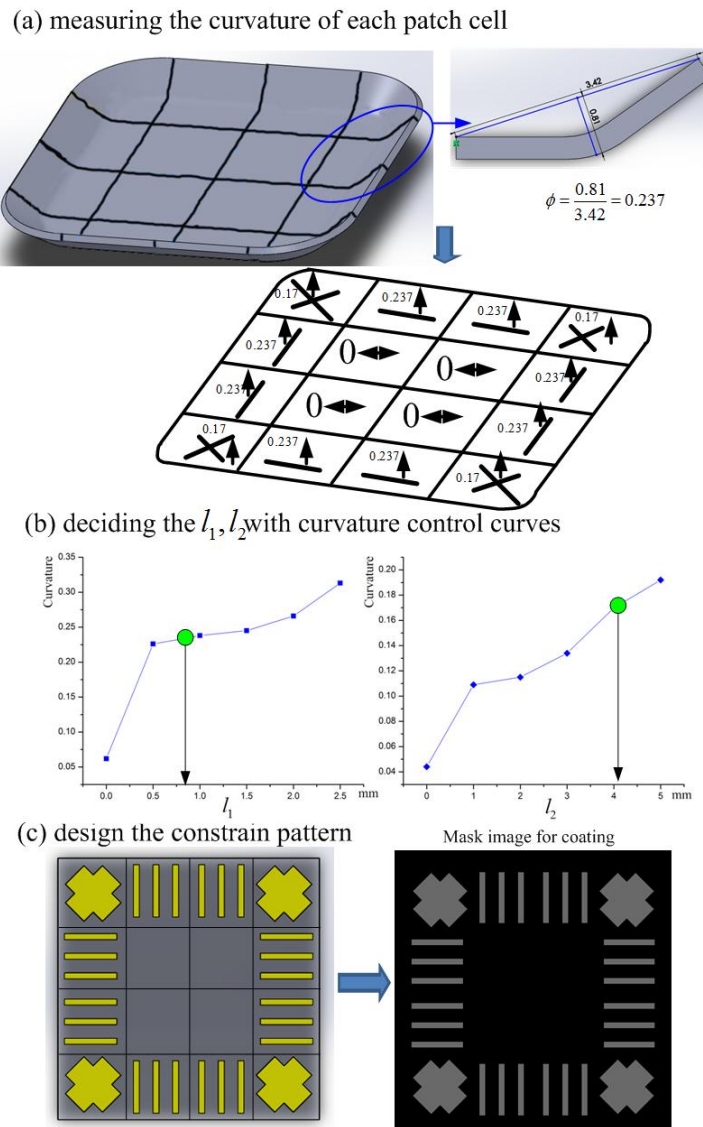 (a) measuring the curvature of each patch cell
3.42
0.81
ϕ = 0.81 / 3.42 = 0.237
0.17 0.237 0.237 0.17
0.237 0 0 0.237
0.237 0 0 0.237
0.17 0.237 0.237 0.17
(b) deciding the l₁, l₂ with curvature control curves
Curvature
0.35
0.30
0.25
0.20
0.15
0.10
0.05
0.0 0.5 1.0 1.5 2.0 2.5 mm
l₁
Curvature
0.20
0.18
0.16
0.14
0.12
0.10
0.08
0.06
0.04
0 1 2 3 4 5 mm
l₂
(c) design the constrain pattern
Mask image for coating